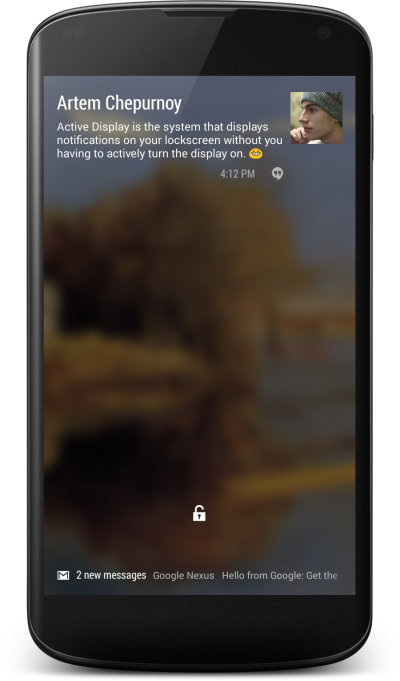 Artem Chepurnoy
Active Display is the system that displays
notifications on your lockscreen without you
having to actively turn the display on. 😁
4:12 PM
2 new messages Google Nexus Hello from Google: Get the